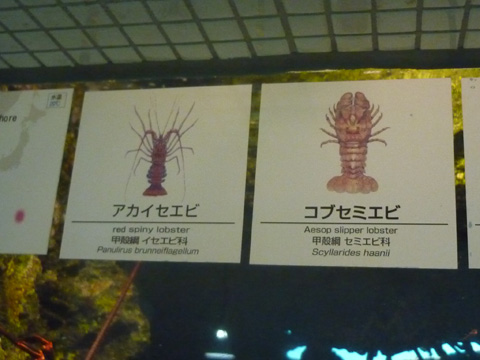 fiore
アカイセエビ
red spiny lobster
甲殻綱 イセエビ科
Panulirus brunneiflagellum
コブセミエビ
Aesop slipper lobster
甲殻綱 セミエビ科
Scyllarides haanii